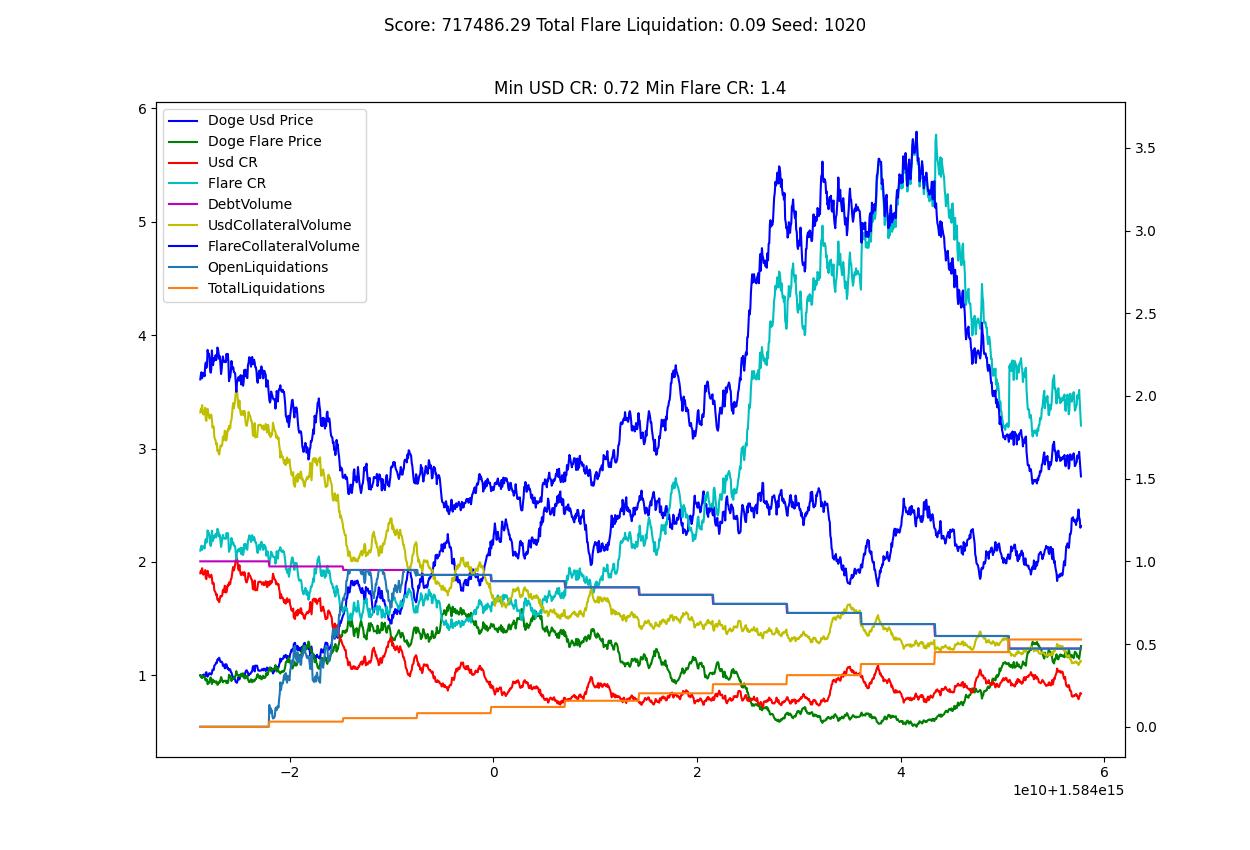 Score: 717486.29 Total Flare Liquidation: 0.09 Seed: 1020
Min USD CR: 0.72 Min Flare CR: 1.4
Doge Usd Price
Doge Flare Price
Usd CR
Flare CR
DebtVolume
UsdCollateralVolume
FlareCollateralVolume
OpenLiquidations
TotalLiquidations
6
5
4
3
2
1
3.5
3.0
2.5
2.0
1.5
1.0
0.5
0.0
−2
0
2
4
6
1e10+1.584e15